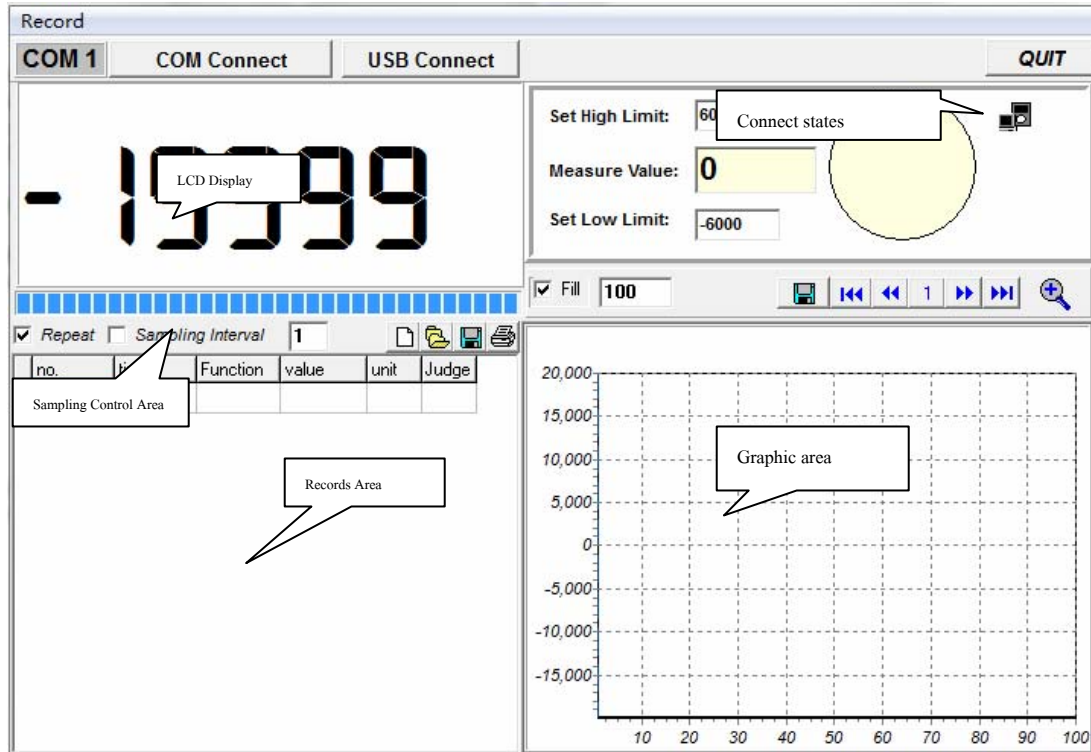 Record
COM 1 COM Connect USB Connect QUIT
-19999
LCD Display
Set High Limit: 60
Connect states
Measure Value: 0
Set Low Limit: -6000
Fill 100
1
Repeat Sampling Interval 1
no. Function value unit Judge
Sampling Control Area
Records Area
Graphic area
20,000
15,000
10,000
5,000
0
-5,000
-10,000
-15,000
10 20 30 40 50 60 70 80 90 100